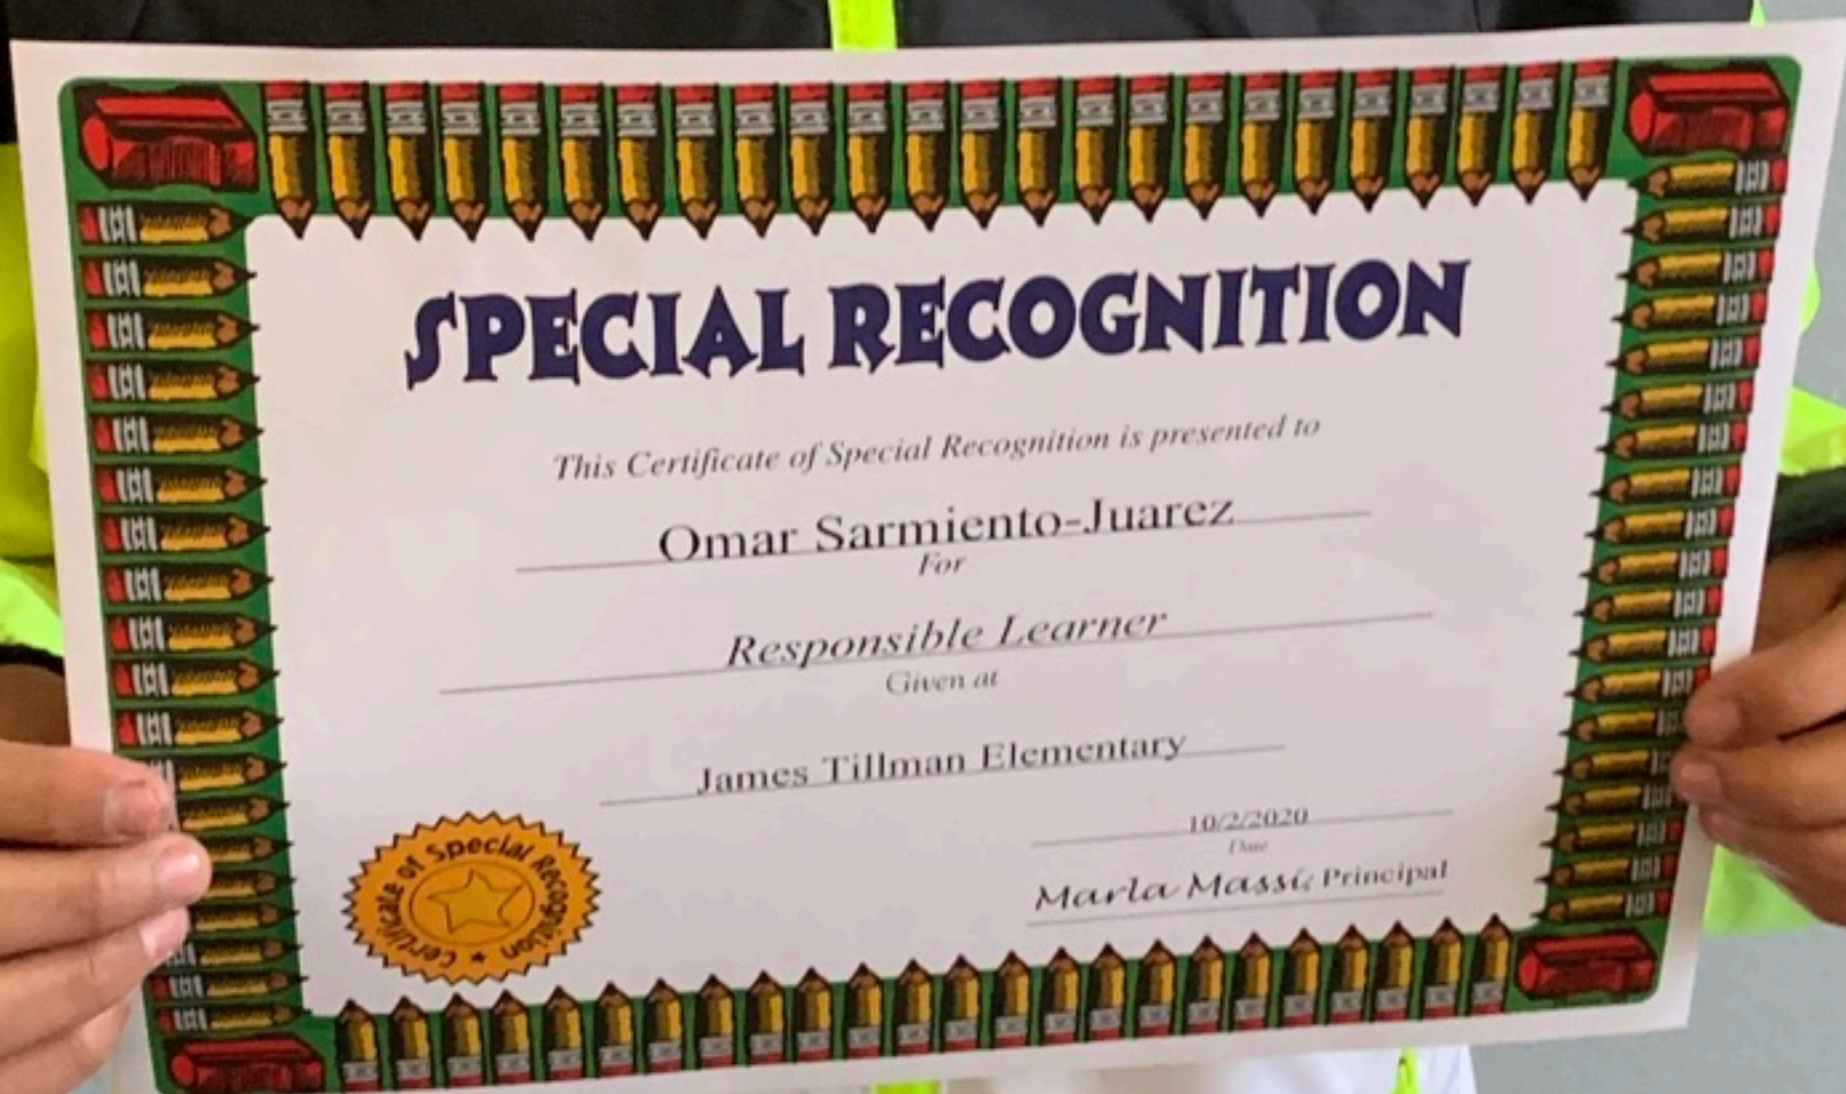 SPECIAL RECOGNITION
This Certificate of Special Recognition is presented to
Omar Sarmiento-Juarez
For
Responsible Learner
Given at
James Tillman Elementary
10/2/2020
Date
Marla Massi, Principal
Certificate of Special Recognition